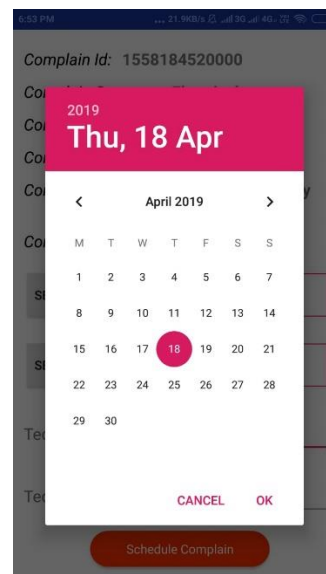 6:53 PM ... 21.9KB/s 3G 4G
Complain Id: 1558184520000
2019
Thu, 18 Apr
April 2019
M T W T F S S
1 2 3 4 5 6 7
8 9 10 11 12 13 14
15 16 17 18 19 20 21
22 23 24 25 26 27 28
29 30
CANCEL OK
Schedule Complain